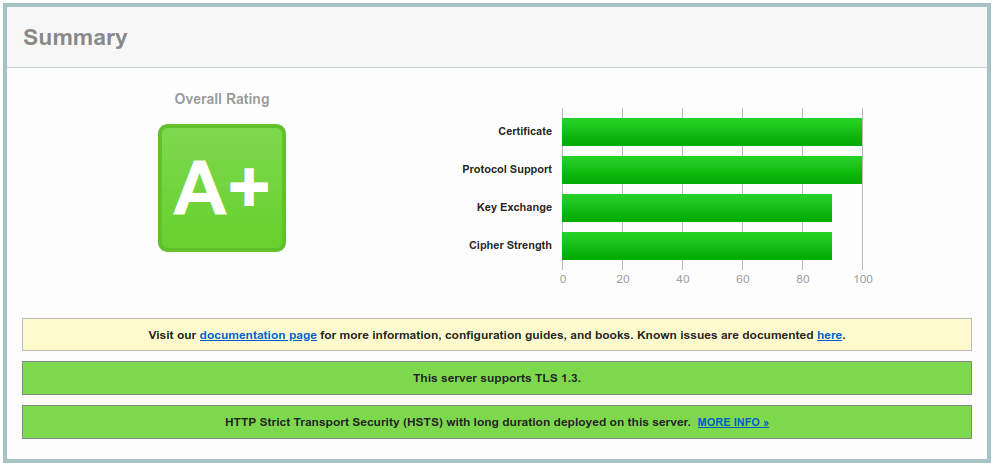 Summary
Overall Rating
A+
Certificate
Protocol Support
Key Exchange
Cipher Strength
0 20 40 60 80 100
Visit our documentation page for more information, configuration guides, and books. Known issues are documented here.
This server supports TLS 1.3.
HTTP Strict Transport Security (HSTS) with long duration deployed on this server. MORE INFO »